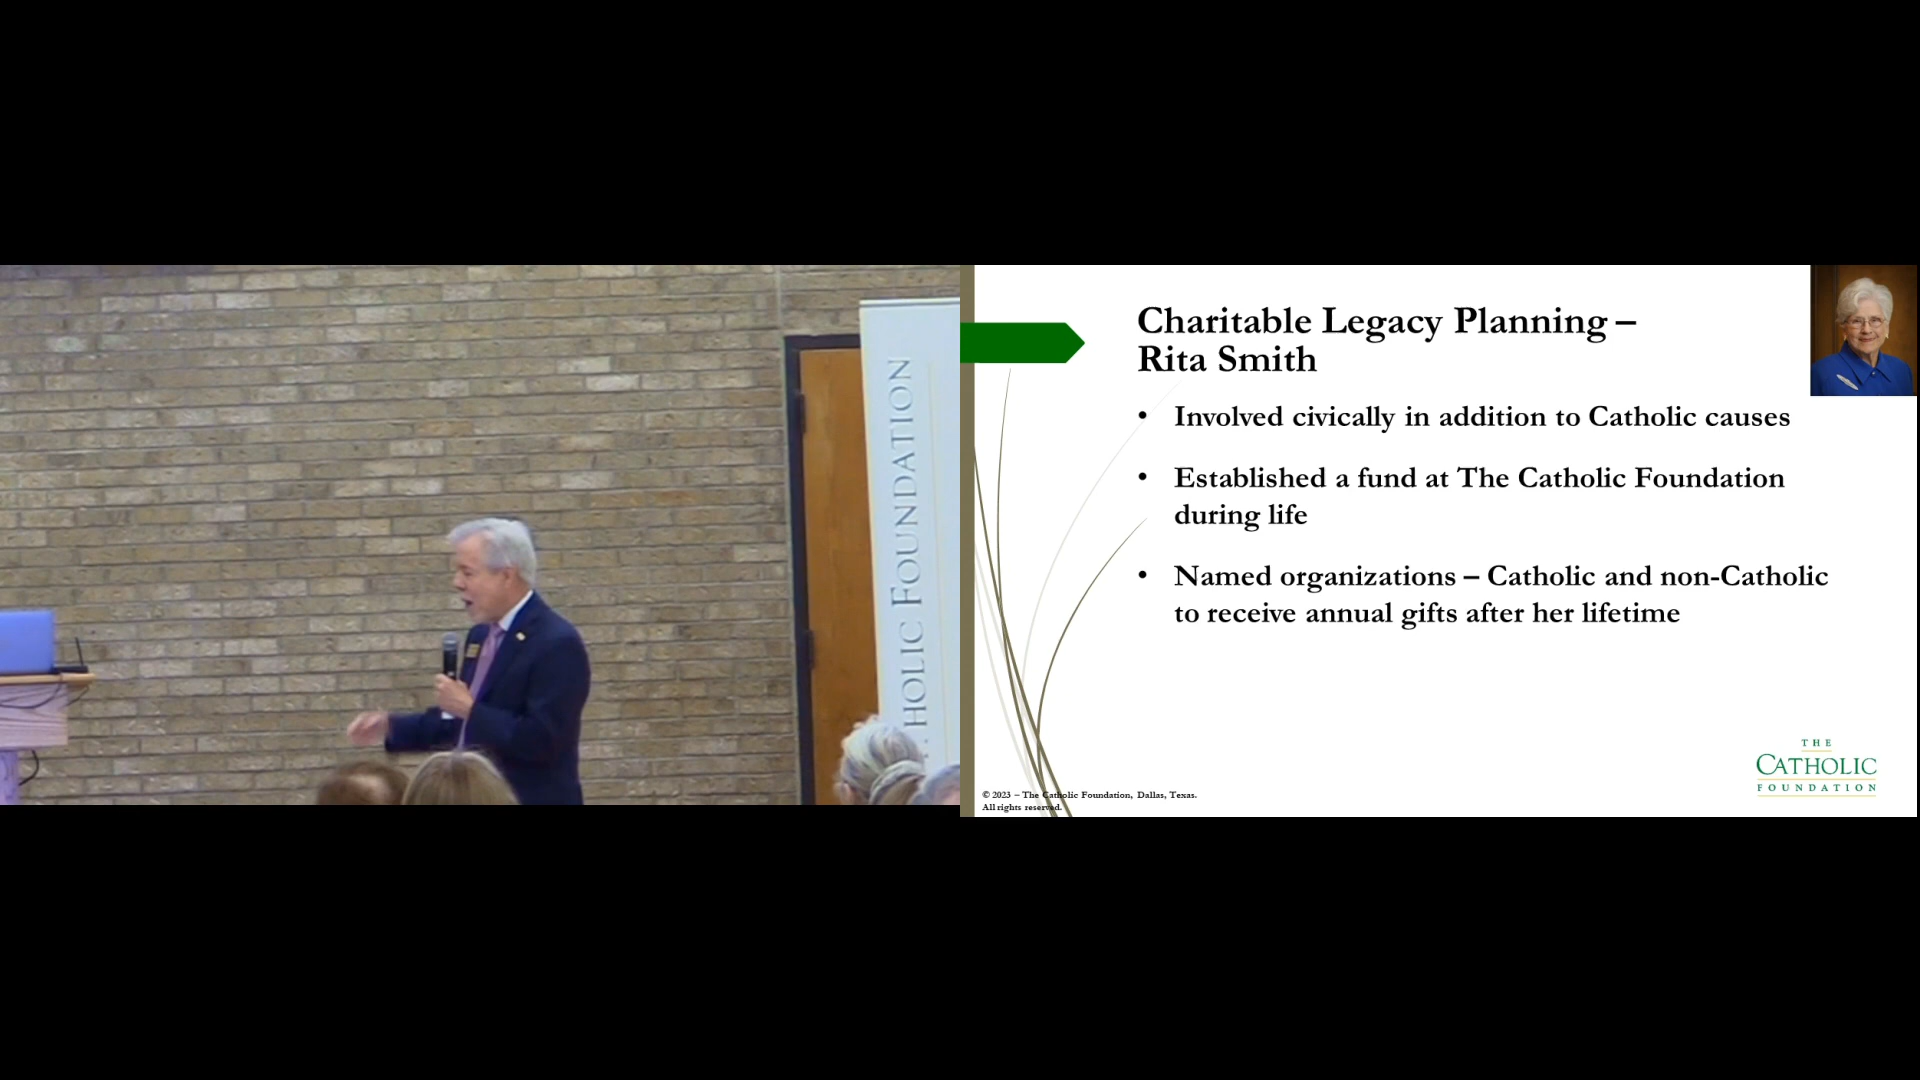 HOLIC FOUNDATION
Charitable Legacy Planning –
Rita Smith
• Involved civically in addition to Catholic causes
• Established a fund at The Catholic Foundation
during life
• Named organizations – Catholic and non-Catholic
to receive annual gifts after her lifetime
THE
CATHOLIC
FOUNDATION
© 2023 – The Catholic Foundation, Dallas, Texas.
All rights reserved.